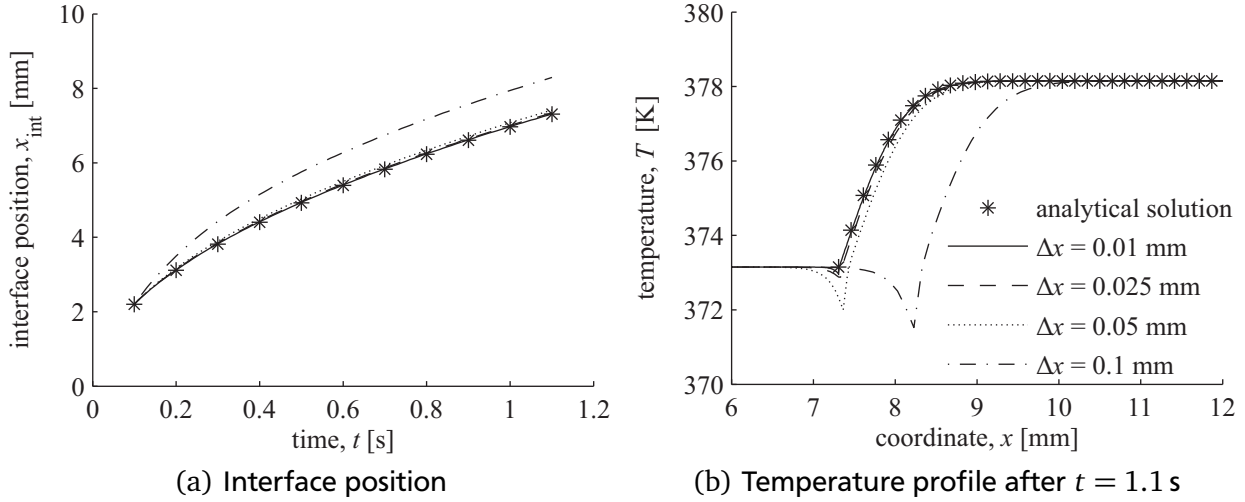 10
8
6
4
2
0
interface position, x_int [mm]
0 0.2 0.4 0.6 0.8 1 1.2
time, t [s]
(a) Interface position
380
378
376
374
372
370
temperature, T [K]
analytical solution
Δx = 0.01 mm
Δx = 0.025 mm
Δx = 0.05 mm
Δx = 0.1 mm
6 7 8 9 10 11 12
coordinate, x [mm]
(b) Temperature profile after t = 1.1 s